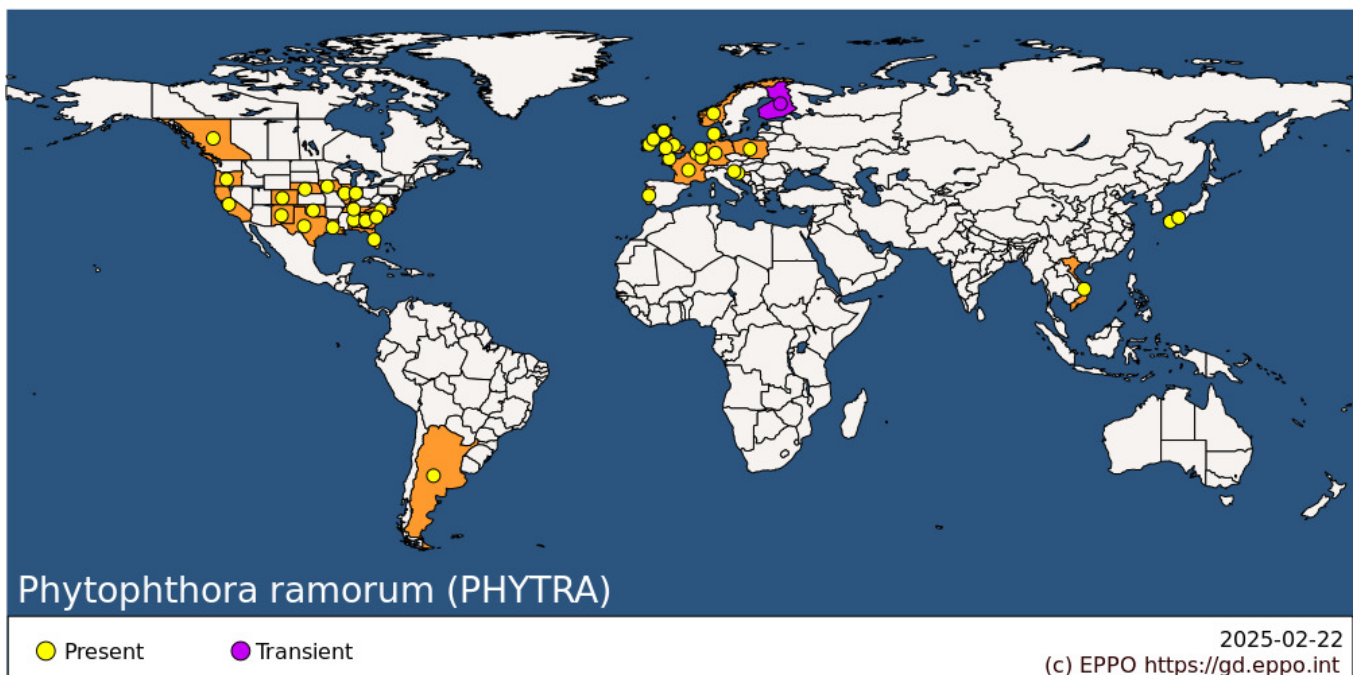 Phytophthora ramorum (PHYTRA)
Present
Transient
2025-02-22
(c) EPPO https://gd.eppo.int